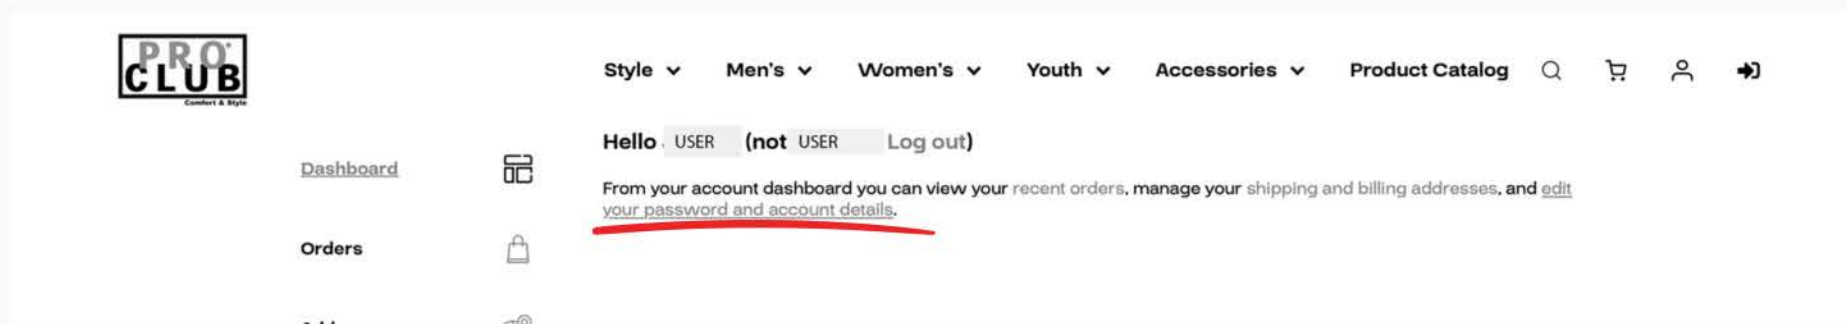 PRO
CLUB
Comfort & Style
Style Men's Women's Youth Accessories Product Catalog
Hello USER (not USER Log out)
Dashboard
From your account dashboard you can view your recent orders, manage your shipping and billing addresses, and edit
your password and account details.
Orders